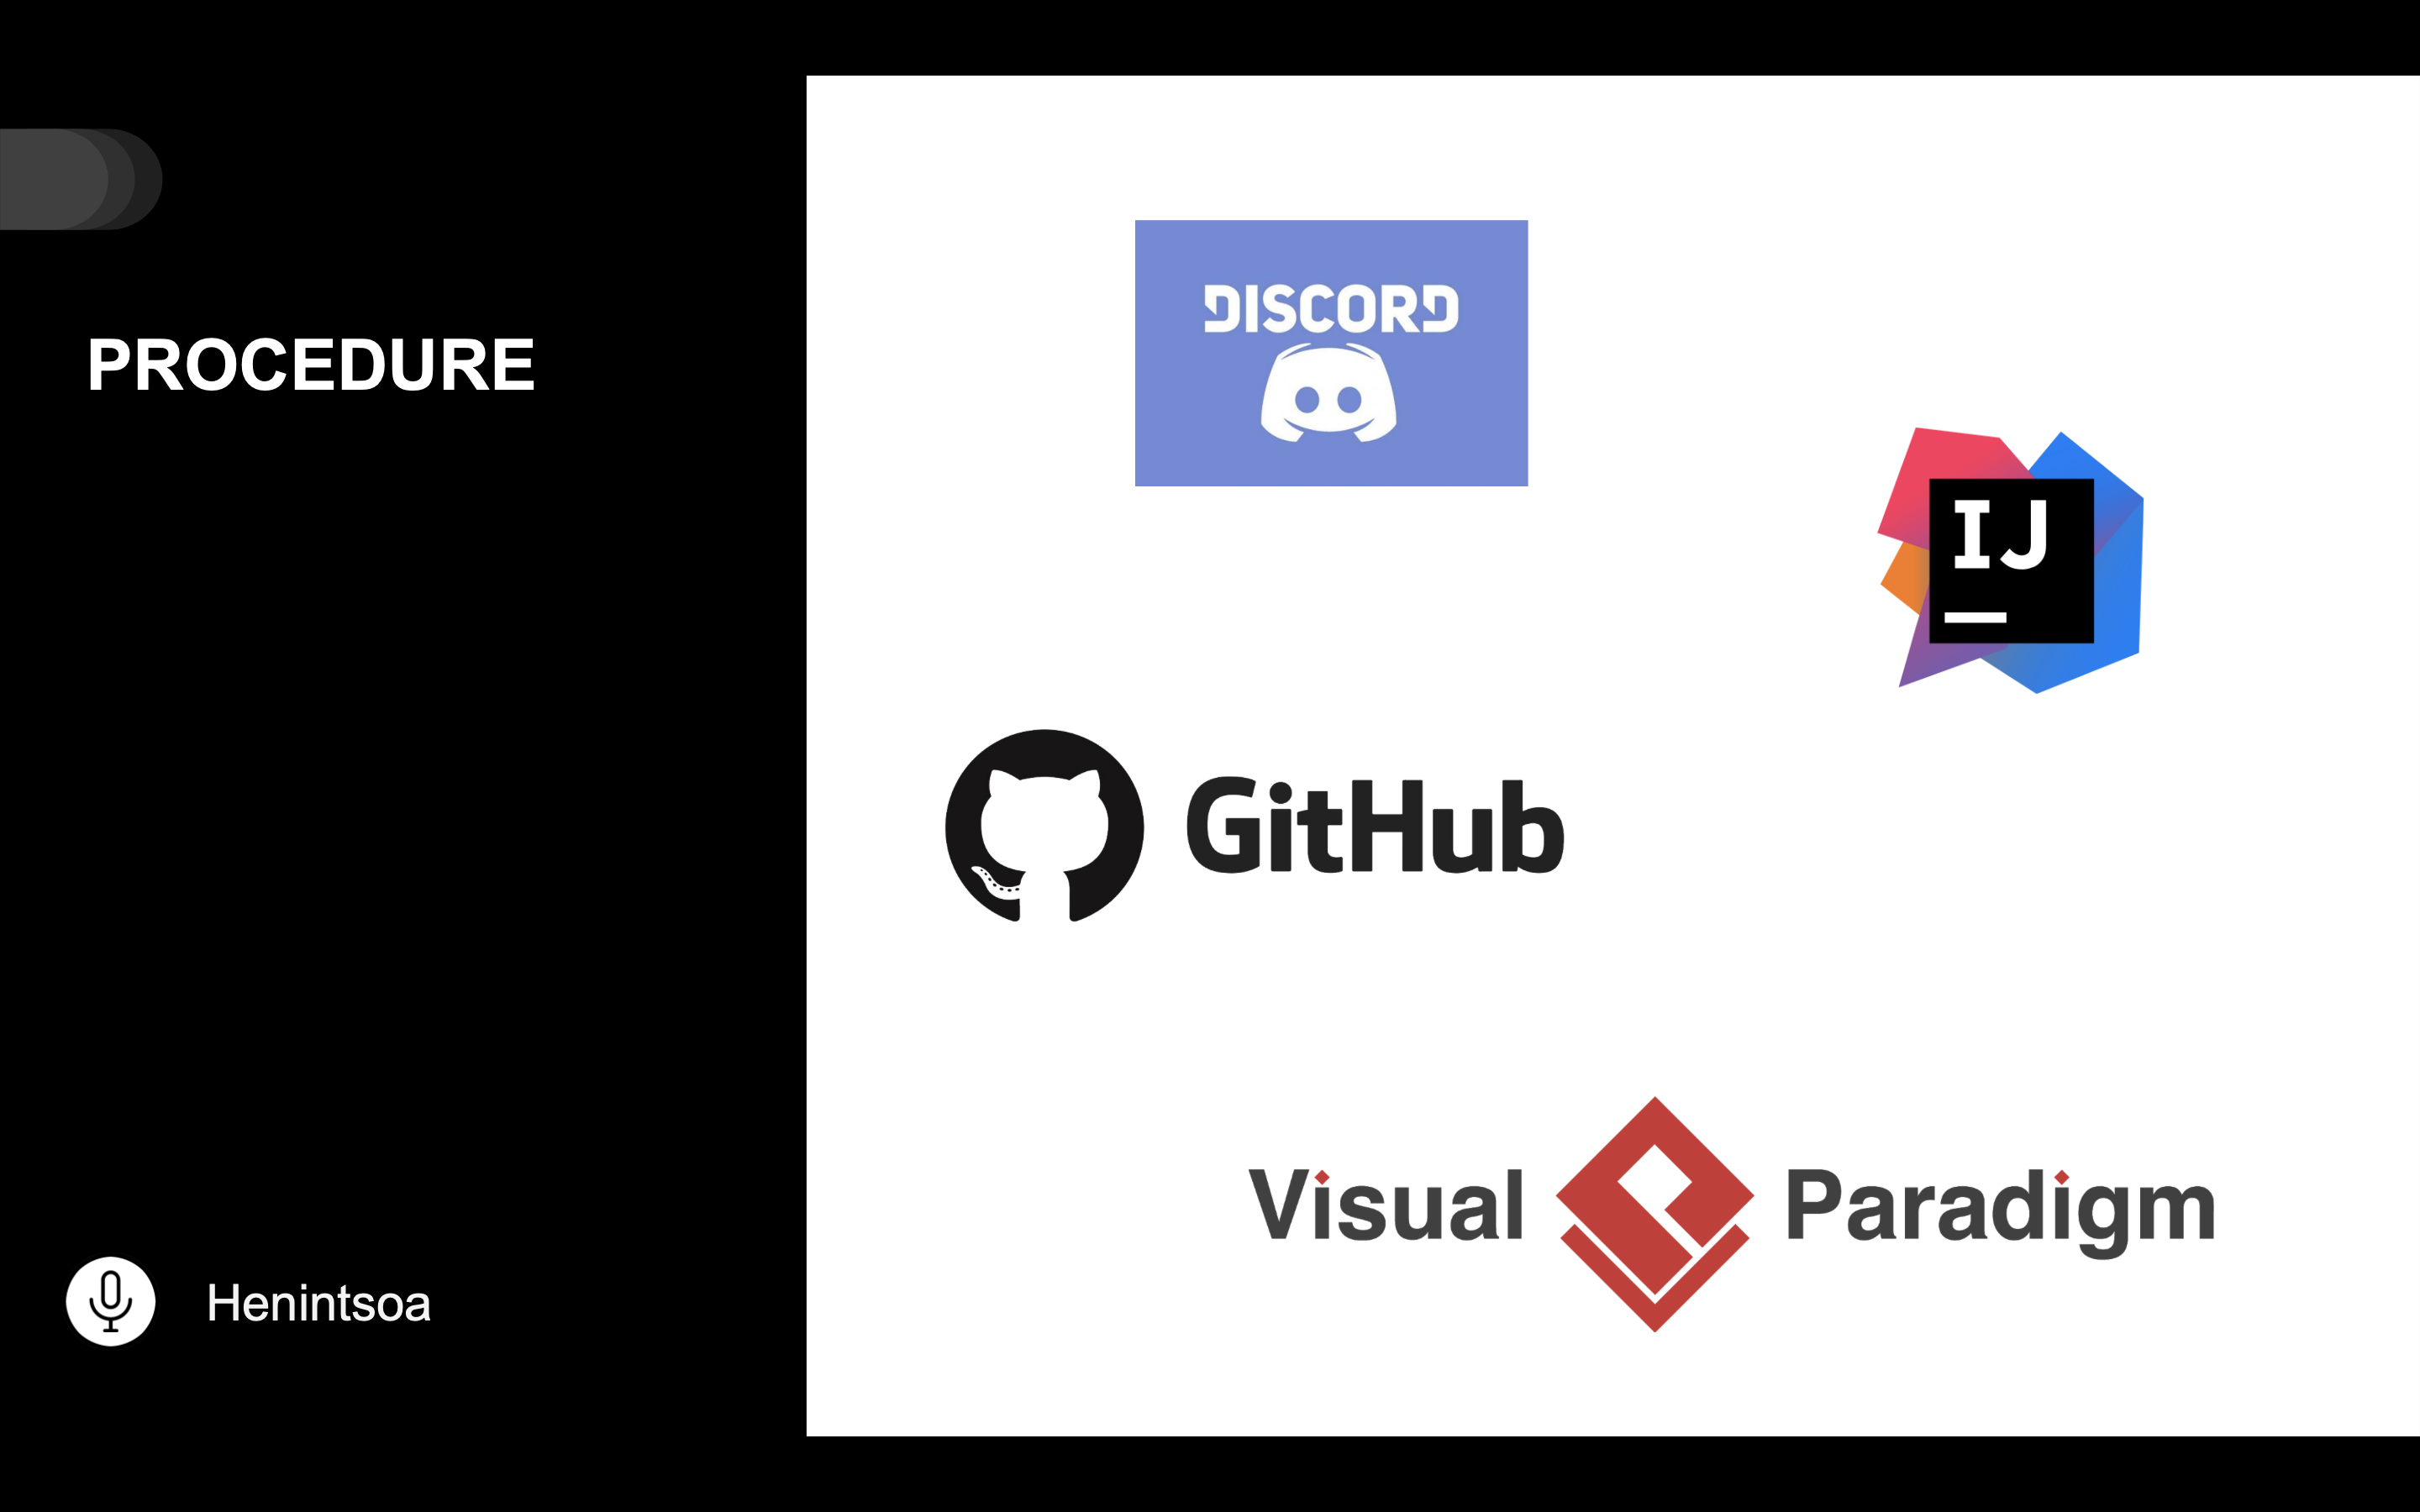 PROCEDURE
DISCORD
IJ
GitHub
Visual Paradigm
Henintsoa